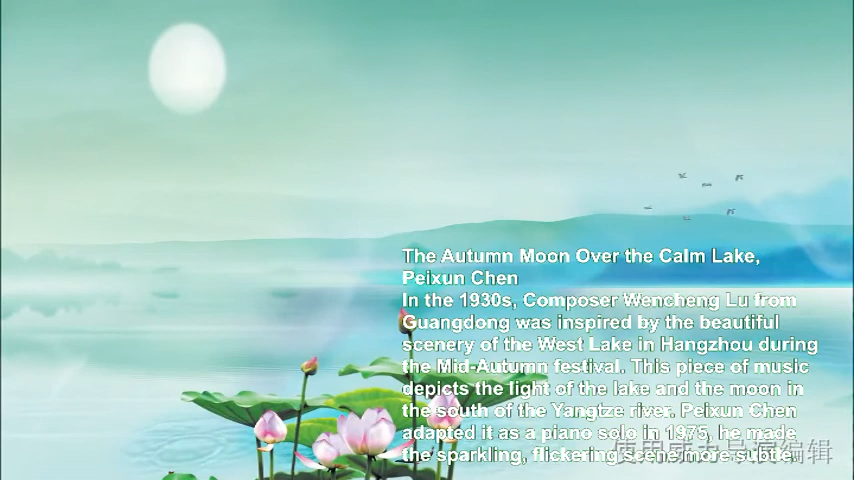 The Autumn Moon Over the Calm Lake,
Peixun Chen
In the 1930s, Composer Wencheng Lu from
Guangdong was inspired by the beautiful
scenery of the West Lake in Hangzhou during
the Mid-Autumn festival. This piece of music
depicts the light of the lake and the moon in
the south of the Yangtze river. Peixun Chen
adapted it as a piano solo in 1975, he made
the sparkling, flickering scene more subtle.
编辑